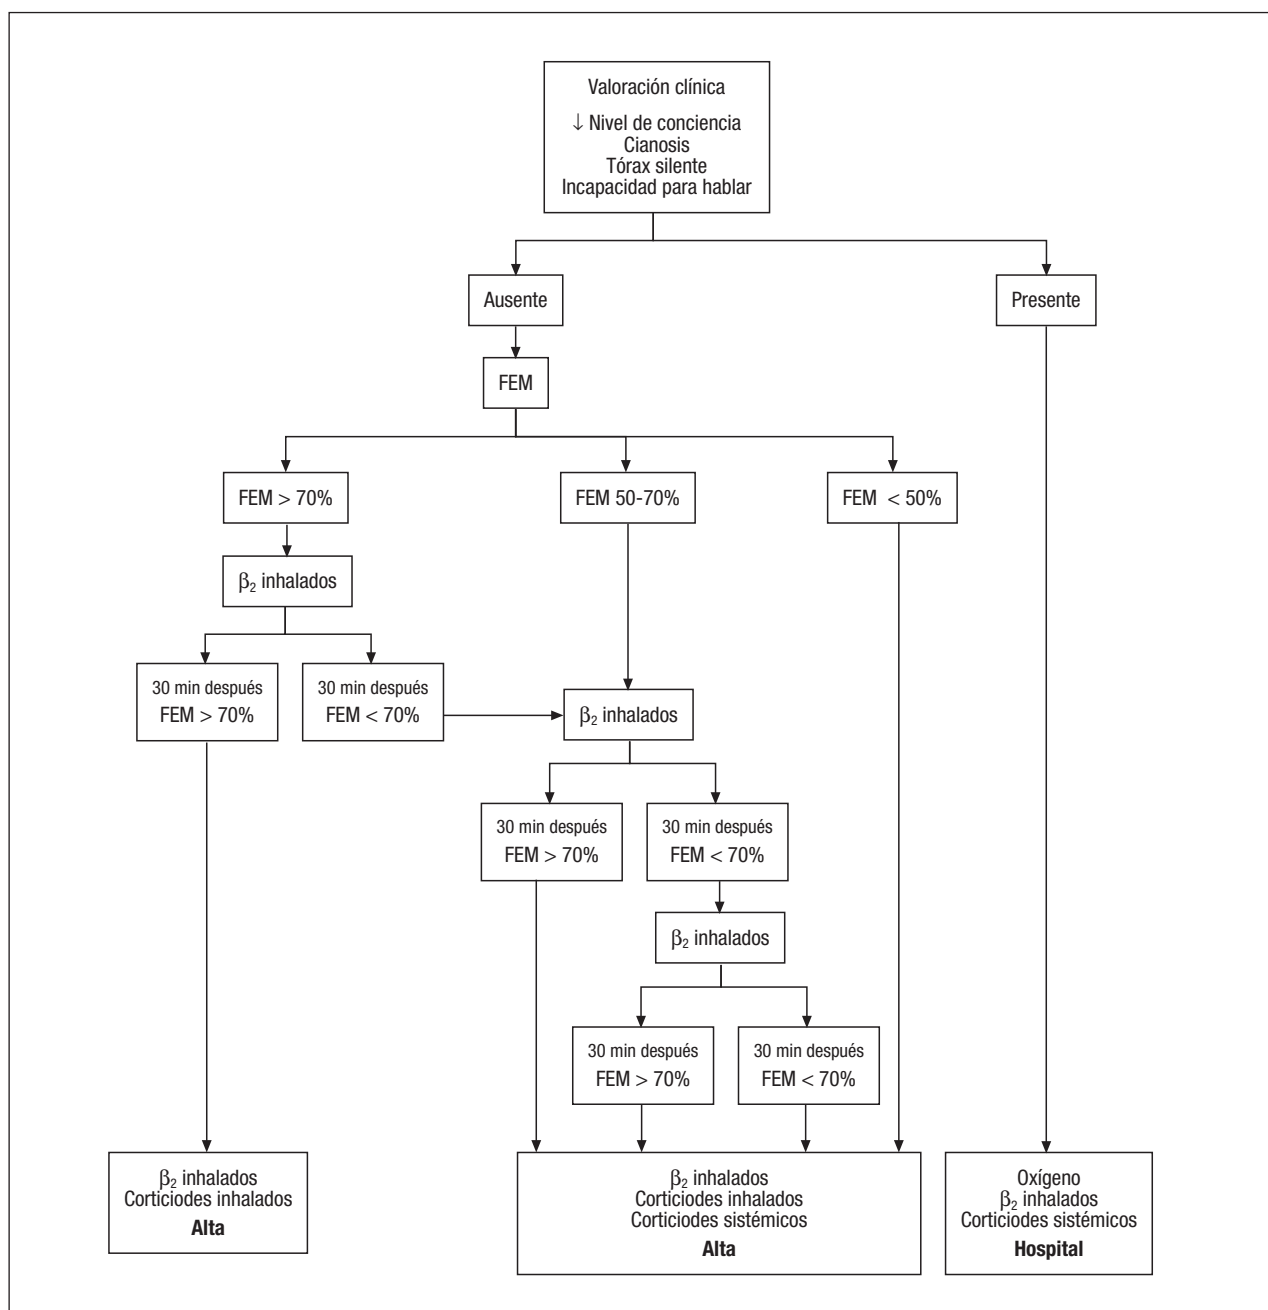 Valoración clínica
↓ Nivel de conciencia
Cianosis
Tórax silente
Incapacidad para hablar
Ausente
Presente
FEM
FEM > 70%
FEM 50-70%
FEM < 50%
β₂ inhalados
30 min después
FEM > 70%
30 min después
FEM < 70%
β₂ inhalados
30 min después
FEM > 70%
30 min después
FEM < 70%
β₂ inhalados
30 min después
FEM > 70%
30 min después
FEM < 70%
β₂ inhalados
Corticiodes inhalados
Alta
β₂ inhalados
Corticiodes inhalados
Corticiodes sistémicos
Alta
Oxígeno
β₂ inhalados
Corticiodes sistémicos
Hospital